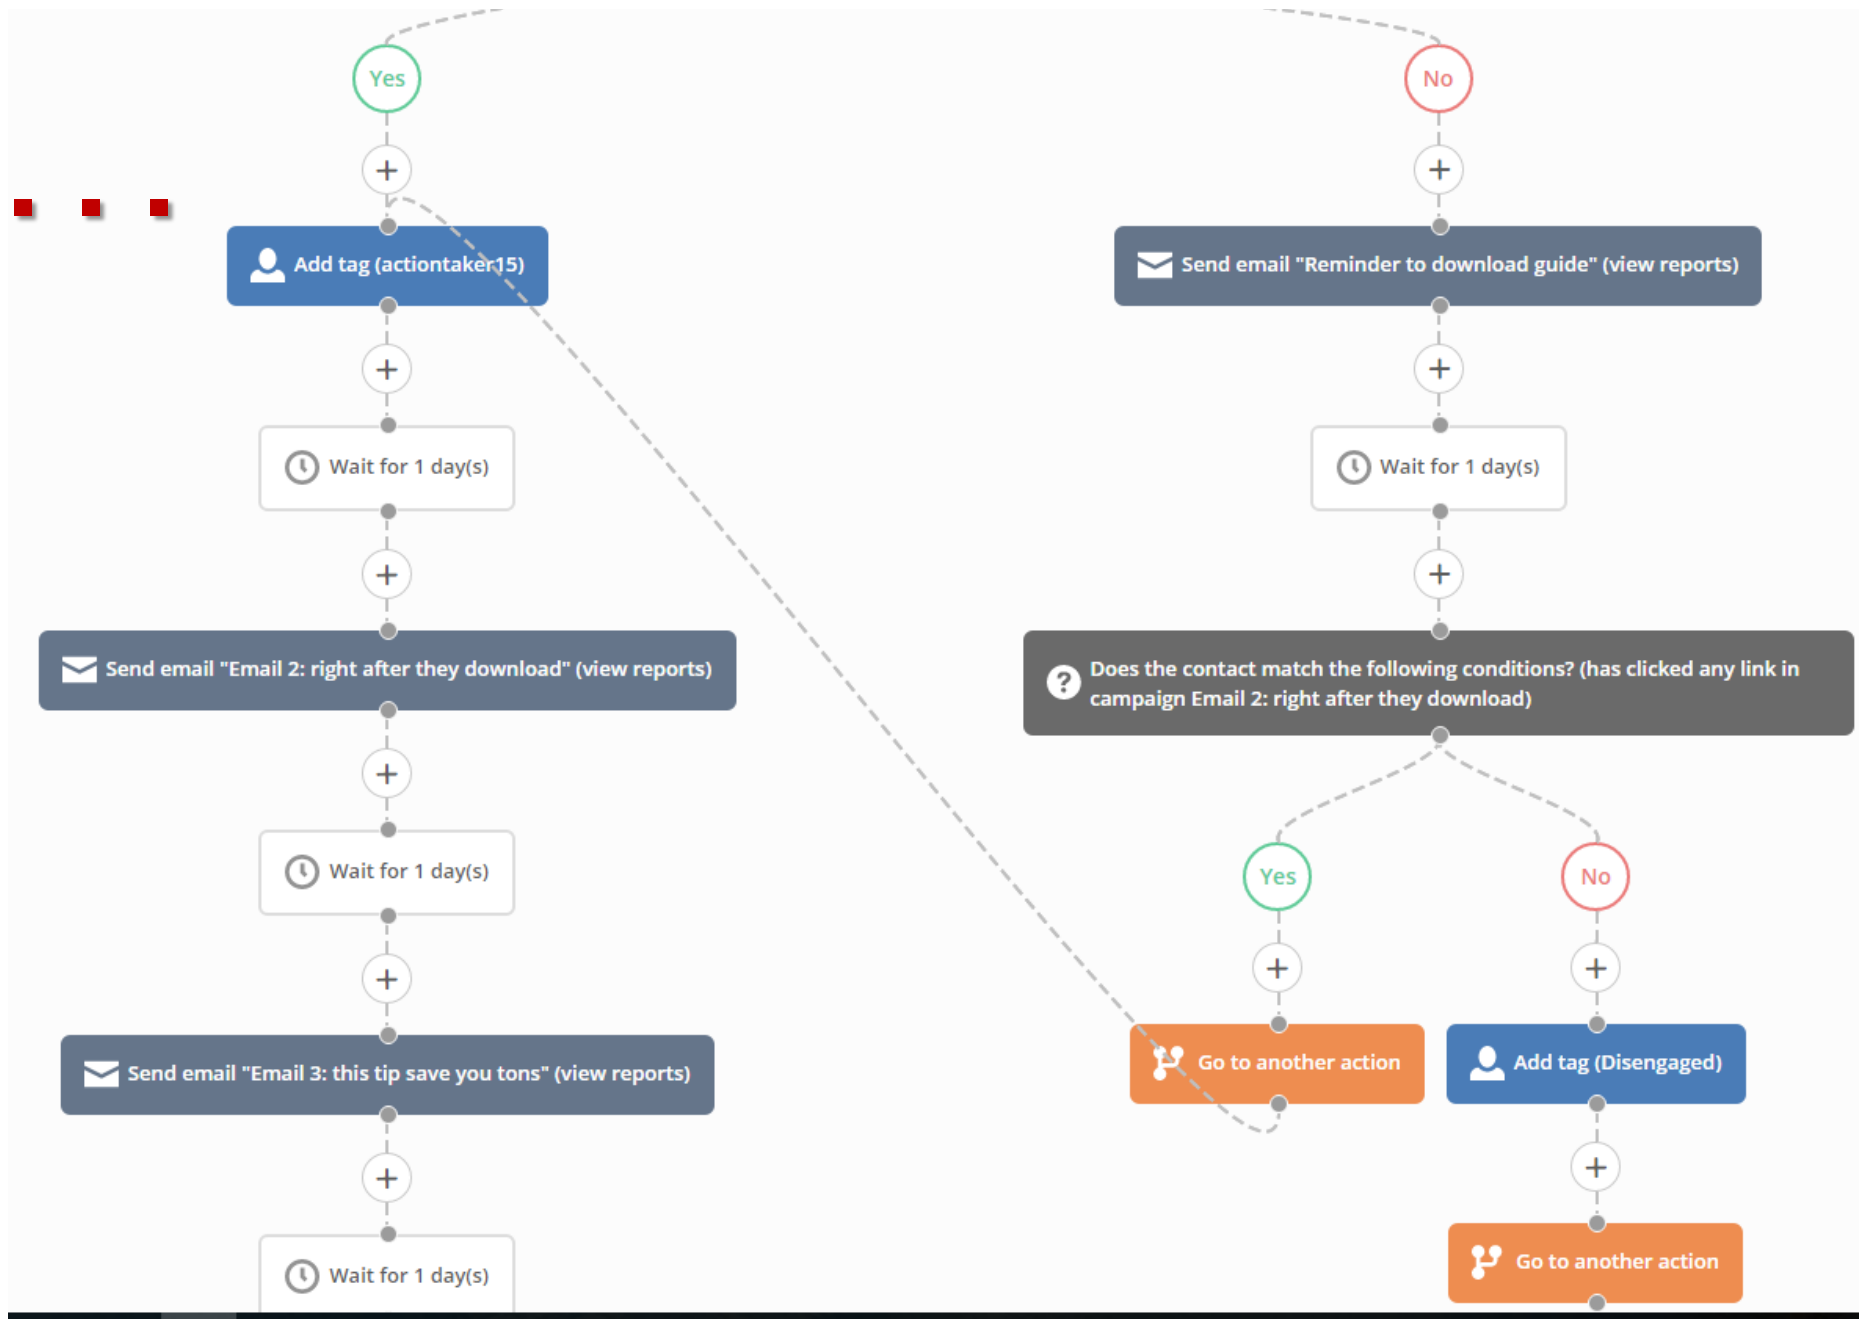 Yes
No
Add tag (actiontaker15)
Send email "Reminder to download guide" (view reports)
Wait for 1 day(s)
Wait for 1 day(s)
Send email "Email 2: right after they download" (view reports)
Does the contact match the following conditions? (has clicked any link in
campaign Email 2: right after they download)
Wait for 1 day(s)
Yes
No
Send email "Email 3: this tip save you tons" (view reports)
Go to another action
Add tag (Disengaged)
Wait for 1 day(s)
Go to another action